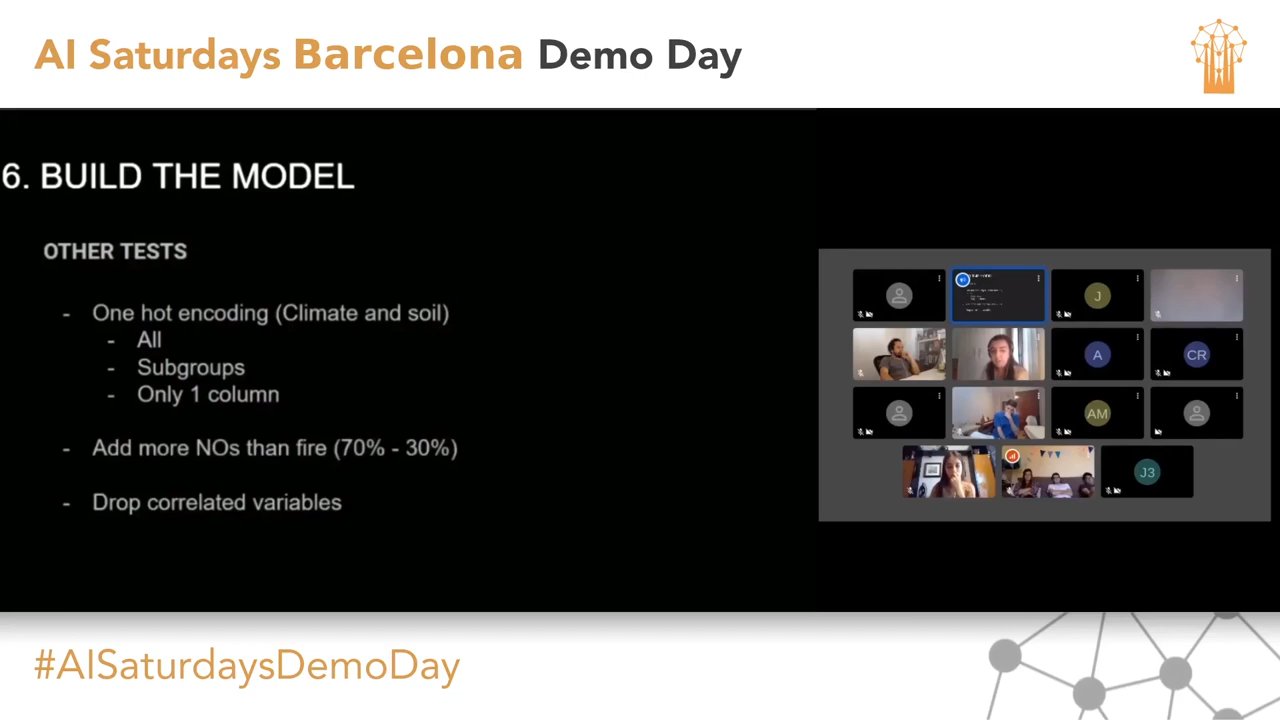 AI Saturdays Barcelona Demo Day
6. BUILD THE MODEL
OTHER TESTS
- One hot encoding (Climate and soil)
- All
- Subgroups
- Only 1 column
- Add more NOs than fire (70% - 30%)
- Drop correlated variables
J
A
CR
AM
J3
#AISaturdaysDemoDay